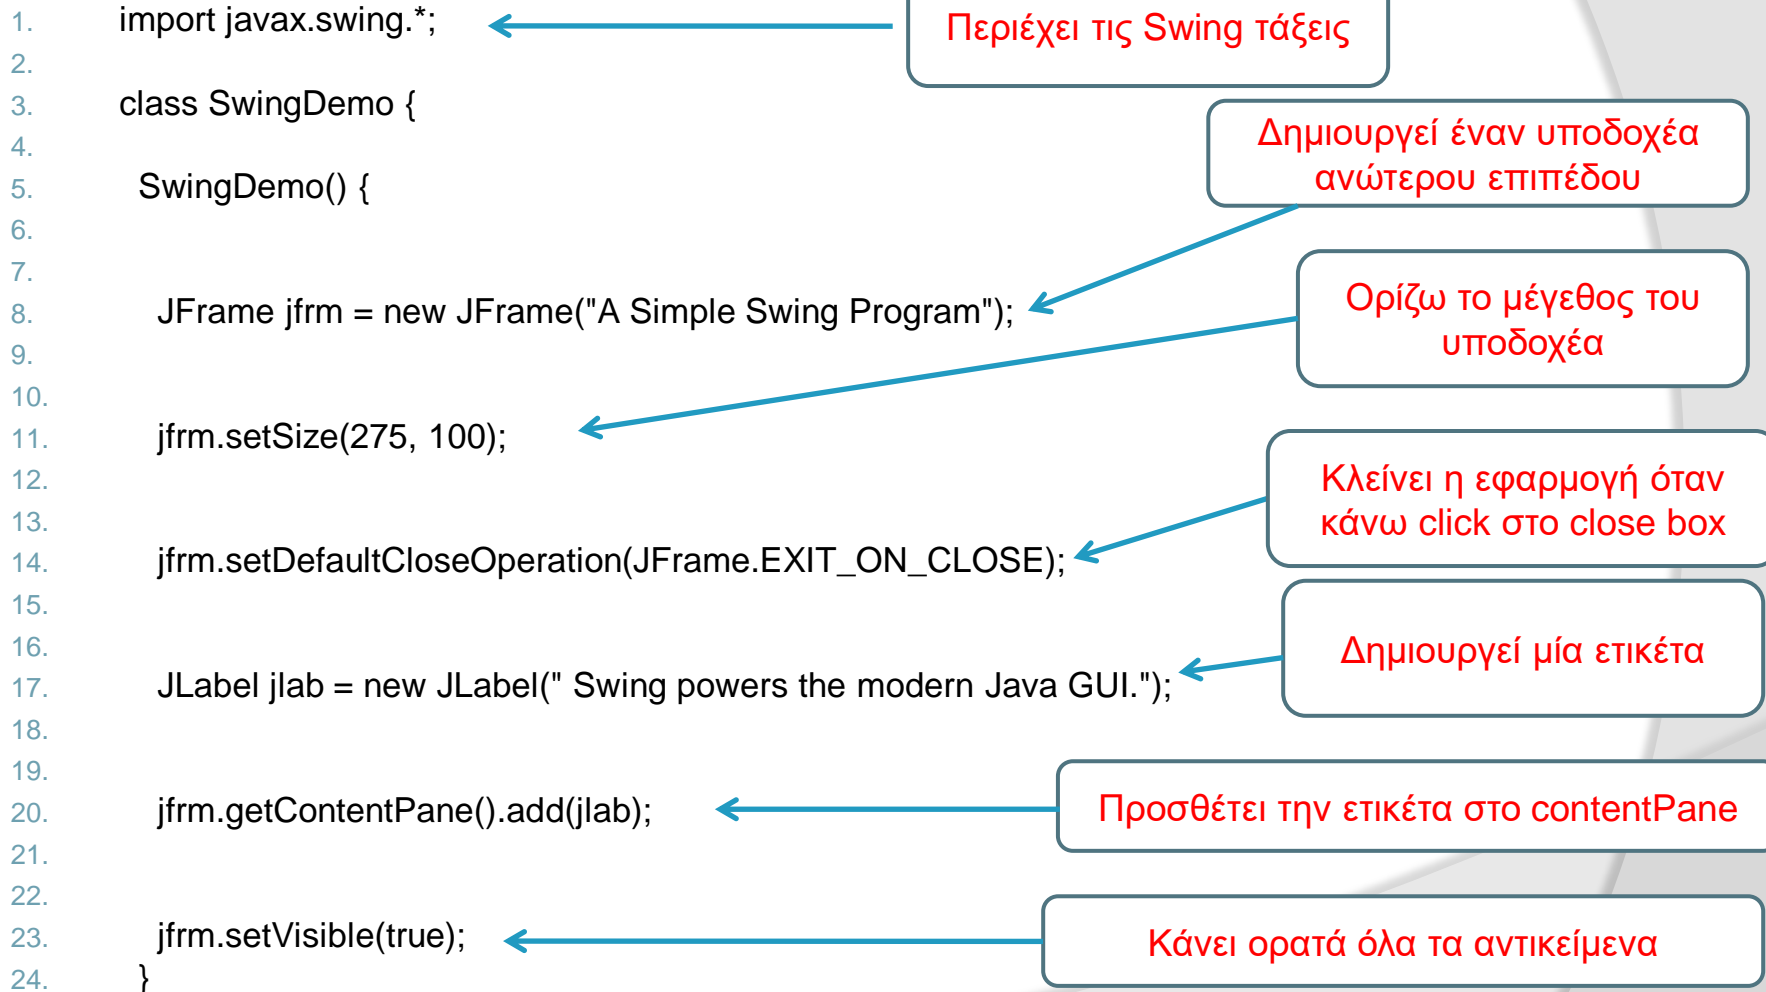 1. import javax.swing.*;
Περιέχει τις Swing τάξεις
2.
3. class SwingDemo {
4.
Δημιουργεί έναν υποδοχέα
ανώτερου επιπέδου
5. SwingDemo() {
6.
7.
8. JFrame jfrm = new JFrame("A Simple Swing Program");
Ορίζω το μέγεθος του
υποδοχέα
9.
10.
11. jfrm.setSize(275, 100);
12.
13.
Κλείνει η εφαρμογή όταν
κάνω click στο close box
14. jfrm.setDefaultCloseOperation(JFrame.EXIT_ON_CLOSE);
15.
16.
Δημιουργεί μία ετικέτα
17. JLabel jlab = new JLabel(" Swing powers the modern Java GUI.");
18.
19.
20. jfrm.getContentPane().add(jlab);
Προσθέτει την ετικέτα στο contentPane
21.
22.
23. jfrm.setVisible(true);
Κάνει ορατά όλα τα αντικείμενα
24. }